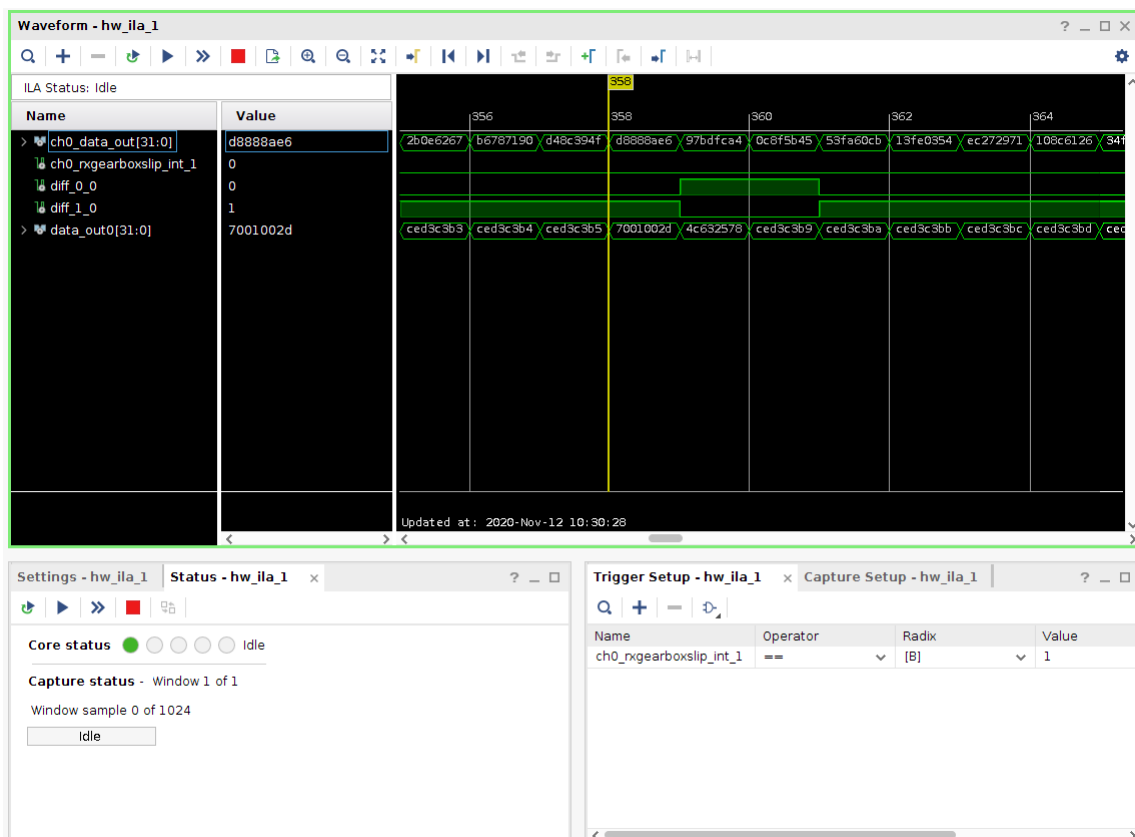 Waveform - hw_ila_1
ILA Status: Idle
Name Value
358
356 358 360 362 364
ch0_data_out[31:0] d8888ae6 2b0e6267 b6787190 d48c394f d8888ae6 97bdfca4 0c8f5b45 53fa60cb 13fe0354 ec272971 108c6126 34f
ch0_rxgearboxslip_int_1 0
diff_0_0 0
diff_1_0 1
data_out0[31:0] 7001002d ced3c3b3 ced3c3b4 ced3c3b5 7001002d 4c632578 ced3c3b9 ced3c3ba ced3c3bb ced3c3bc ced3c3bd cec
Updated at: 2020-Nov-12 10:30:28
Settings - hw_ila_1 Status - hw_ila_1
Core status Idle
Capture status - Window 1 of 1
Window sample 0 of 1024
Idle
Trigger Setup - hw_ila_1 Capture Setup - hw_ila_1
Name Operator Radix Value
ch0_rxgearboxslip_int_1 == [B] 1